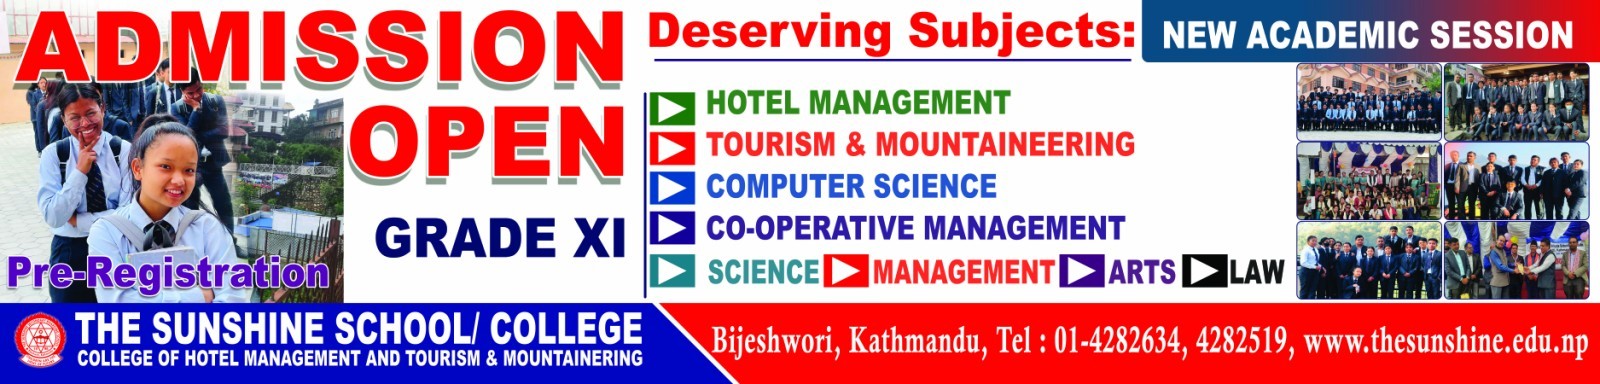 ADMISSION
OPEN
GRADE XI
Pre-Registration
Deserving Subjects:
NEW ACADEMIC SESSION
HOTEL MANAGEMENT
TOURISM & MOUNTAINEERING
COMPUTER SCIENCE
CO-OPERATIVE MANAGEMENT
SCIENCE MANAGEMENT ARTS LAW
THE SUNSHINE SCHOOL/ COLLEGE
COLLEGE OF HOTEL MANAGEMENT AND TOURISM & MOUNTAINERING
Bijeshwori, Kathmandu, Tel : 01-4282634, 4282519, www.thesunshine.edu.np